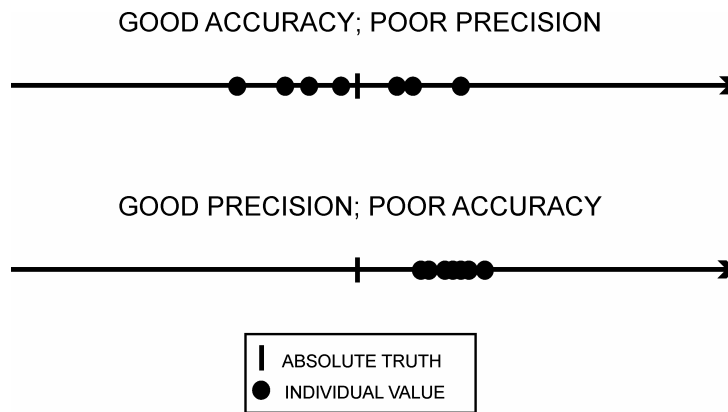 GOOD ACCURACY; POOR PRECISION
GOOD PRECISION; POOR ACCURACY
ABSOLUTE TRUTH
INDIVIDUAL VALUE